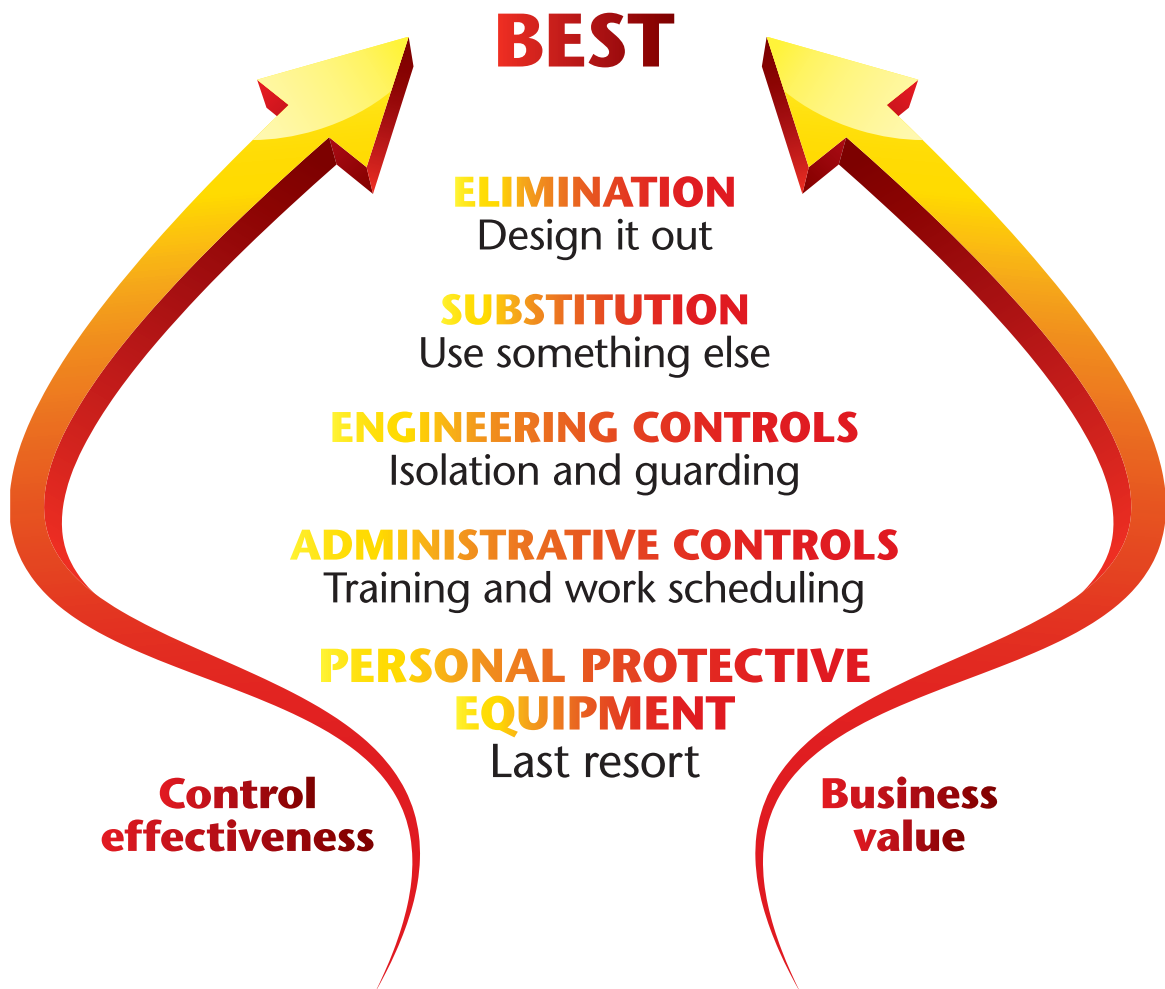 BEST
ELIMINATION
Design it out
SUBSTITUTION
Use something else
ENGINEERING CONTROLS
Isolation and guarding
ADMINISTRATIVE CONTROLS
Training and work scheduling
PERSONAL PROTECTIVE
EQUIPMENT
Last resort
Control
effectiveness
Business
value